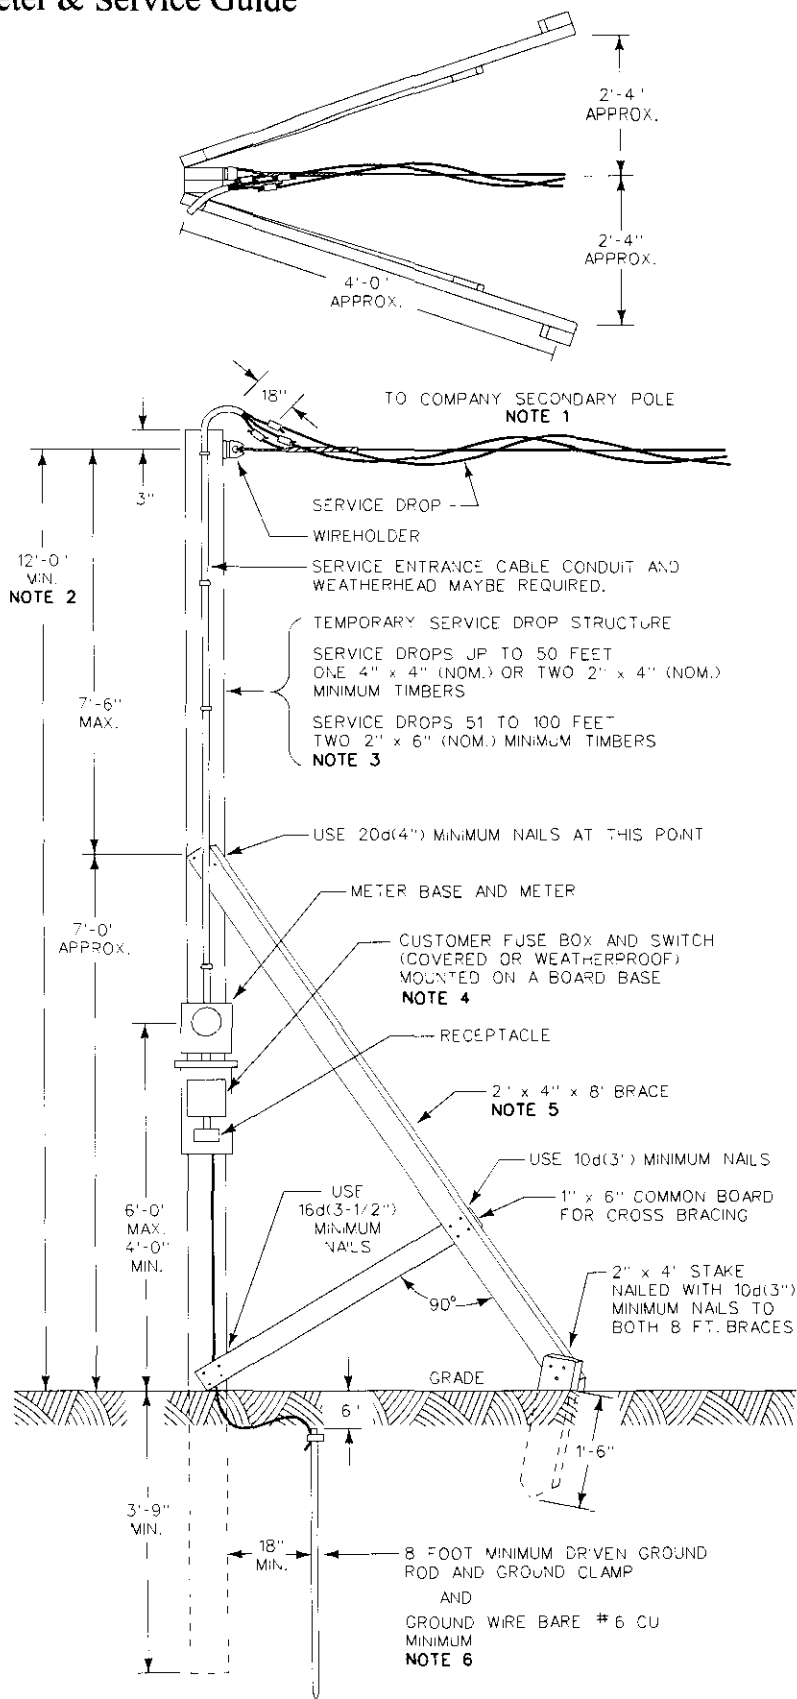 eter & Service Guide
2'-4'
APPROX.
2'-4"
APPROX.
4'-0'
APPROX.
18"
TO COMPANY SECONDARY POLE
NOTE 1
3"
SERVICE DROP
WIREHOLDER
12'-0'
MIN.
NOTE 2
SERVICE ENTRANCE CABLE CONDUIT AND
WEATHERHEAD MAYBE REQUIRED.
TEMPORARY SERVICE DROP STRUCTURE
SERVICE DROPS UP TO 50 FEET
ONE 4" x 4" (NOM.) OR TWO 2" x 4" (NOM.)
MINIMUM TIMBERS
7'-6"
MAX.
SERVICE DROPS 51 TO 100 FEET
TWO 2" x 6" (NOM.) MINIMUM TIMBERS
NOTE 3
USE 20d(4") MINIMUM NAILS AT THIS POINT
METER BASE AND METER
7'-0'
APPROX.
CUSTOMER FUSE BOX AND SWITCH
(COVERED OR WEATHERPROOF)
MOUNTED ON A BOARD BASE
NOTE 4
RECEPTACLE
2' x 4" x 8' BRACE
NOTE 5
USE 10d(3') MINIMUM NAILS
1" x 6" COMMON BOARD
FOR CROSS BRACING
6'-0'
MAX.
4'-0"
MIN.
USE
16d(3-1/2")
MINIMUM
NAILS
90°
2" x 4' STAKE
NAILED WITH 10d(3")
MINIMUM NAILS TO
BOTH 8 FT. BRACES
GRADE
6'
1'-6"
3'-9"
MIN.
18"
MIN.
8 FOOT MINIMUM DRIVEN GROUND
ROD AND GROUND CLAMP
AND
GROUND WIRE BARE #6 CU
MINIMUM
NOTE 6